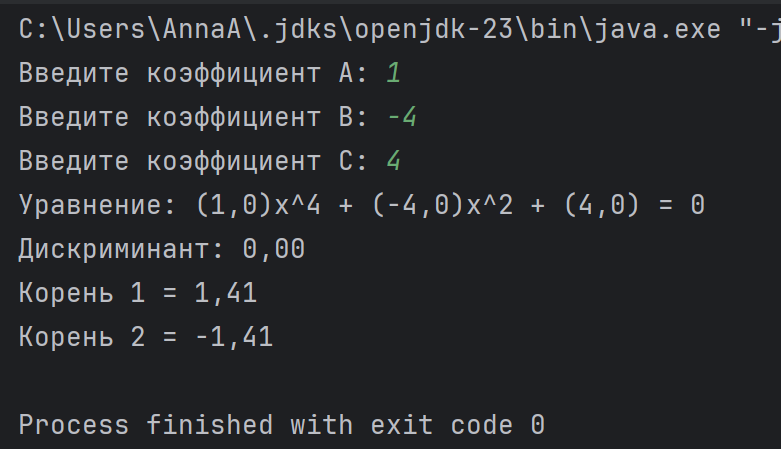 C:\Users\AnnaA\.jdks\openjdk-23\bin\java.exe "-j
Введите коэффициент A: 1
Введите коэффициент B: -4
Введите коэффициент C: 4
Уравнение: (1,0)x^4 + (-4,0)x^2 + (4,0) = 0
Дискриминант: 0,00
Корень 1 = 1,41
Корень 2 = -1,41
Process finished with exit code 0